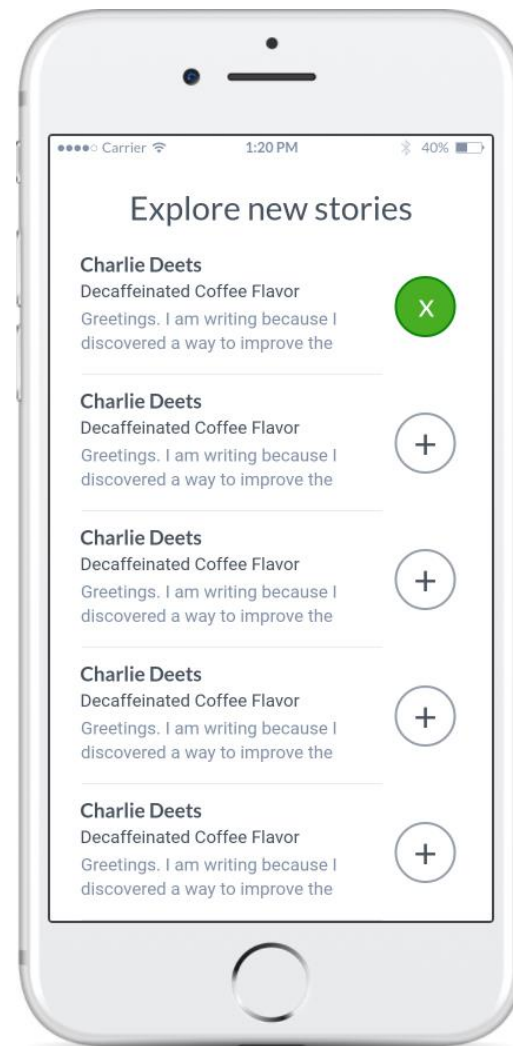 Carrier 1:20 PM 40%
Explore new stories
Charlie Deets
Decaffeinated Coffee Flavor
Greetings. I am writing because I
discovered a way to improve the
X
Charlie Deets
Decaffeinated Coffee Flavor
Greetings. I am writing because I
discovered a way to improve the
+
Charlie Deets
Decaffeinated Coffee Flavor
Greetings. I am writing because I
discovered a way to improve the
+
Charlie Deets
Decaffeinated Coffee Flavor
Greetings. I am writing because I
discovered a way to improve the
+
Charlie Deets
Decaffeinated Coffee Flavor
Greetings. I am writing because I
discovered a way to improve the
+